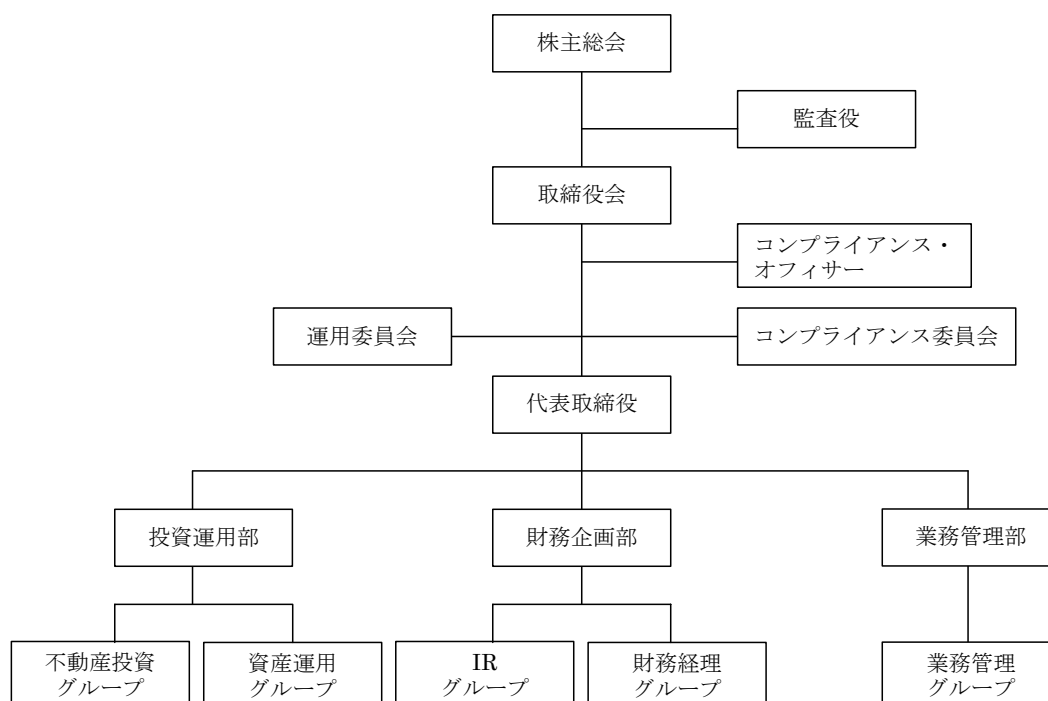 株主総会
監査役
取締役会
コンプライアンス・
オフィサー
運用委員会
コンプライアンス委員会
代表取締役
投資運用部
財務企画部
業務管理部
不動産投資
グループ
資産運用
グループ
IR
グループ
財務経理
グループ
業務管理
グループ